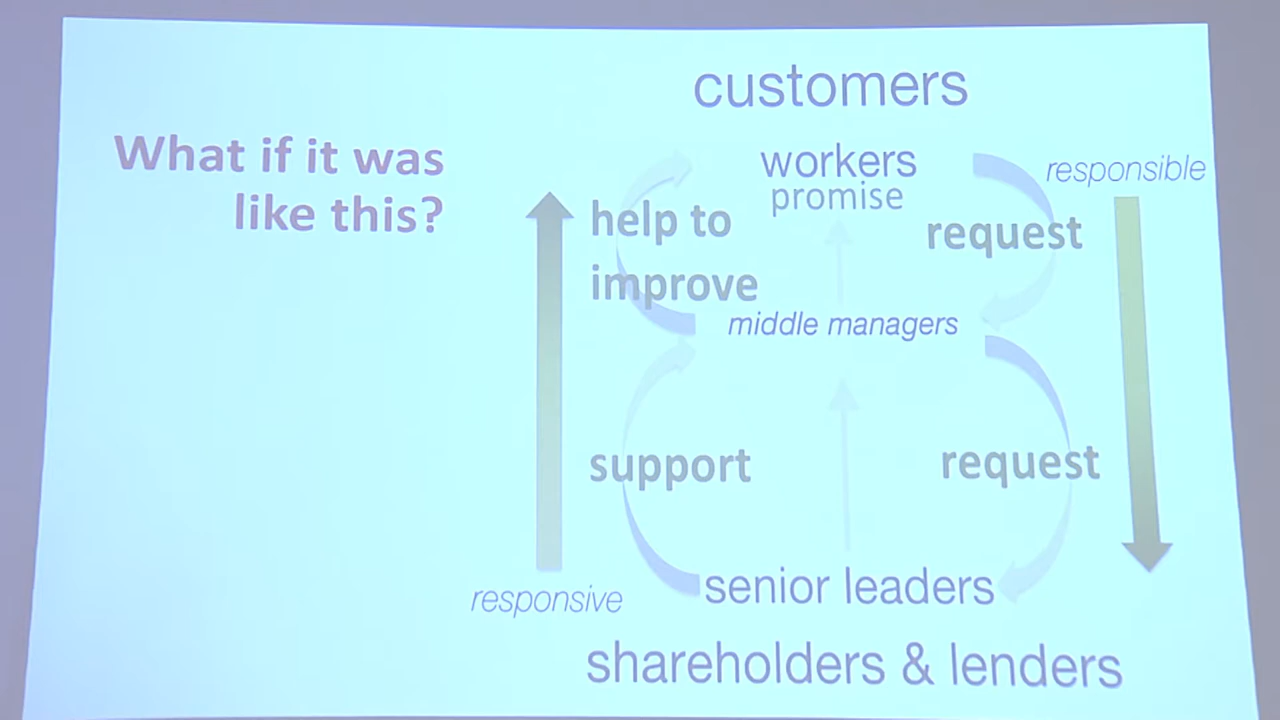 What if it was
like this?
customers
workers
promise
responsible
help to
improve
request
middle managers
support
request
responsive
senior leaders
shareholders & lenders